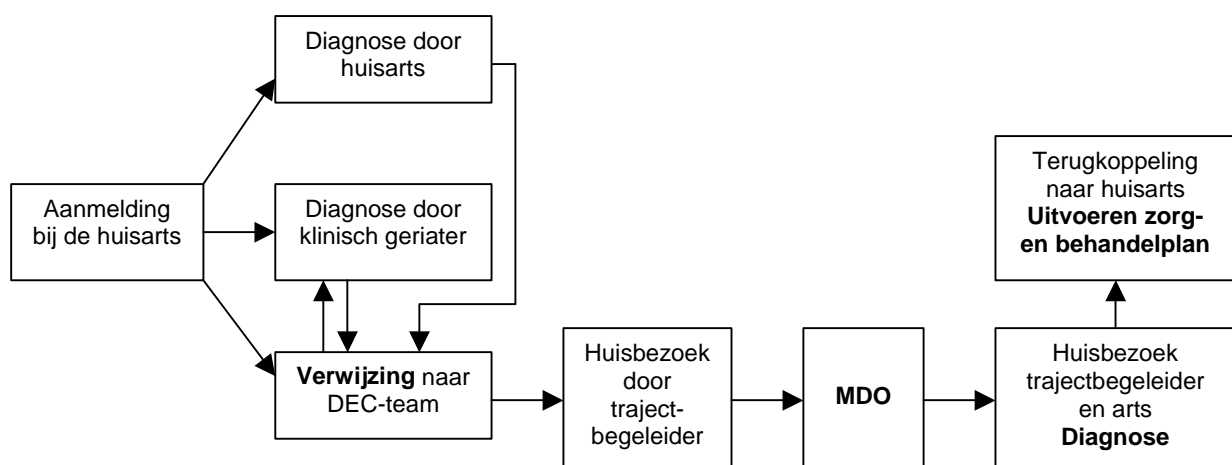 Diagnose door
huisarts
Aanmelding
bij de huisarts
Diagnose door
klinisch geriater
Verwijzing naar
DEC-team
Huisbezoek
door
traject-
begeleider
MDO
Terugkoppeling
naar huisarts
Uitvoeren zorg-
en behandelplan
Huisbezoek
trajectbegeleider
en arts
Diagnose